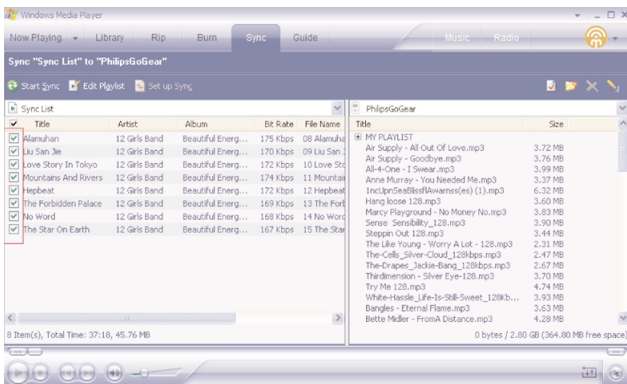 Windows Media Player
Now Playing Library Rip Burn Sync Guide Music Radio
Sync "Sync List" to "PhilipsGoGear"
Start Sync Edit Playlist Set up Sync
Sync List
Title Artist Album Bit Rate File Name
Alamuhan 12 Girls Band Beautiful Energ... 175 Kbps 08 Alamuha
Liu San Jie 12 Girls Band Beautiful Energ... 170 Kbps 09 Liu San J
Love Story In Tokyo 12 Girls Band Beautiful Energ... 172 Kbps 10 Love Sto
Mountains And Rivers 12 Girls Band Beautiful Energ... 174 Kbps 11 Mountain
Hepbeat 12 Girls Band Beautiful Energ... 172 Kbps 12 Hepbeat
The Forbidden Palace 12 Girls Band Beautiful Energ... 169 Kbps 13 The Forb
No Word 12 Girls Band Beautiful Energ... 168 Kbps 14 No Word
The Star On Earth 12 Girls Band Beautiful Energ... 167 Kbps 15 The Star
8 Item(s), Total Time: 37:18, 45.76 MB
PhilipsGoGear
Title Size
MY PLAYLIST
Air Supply - All Out Of Love.mp3 3.72 MB
Air Supply - Goodbye.mp3 3.76 MB
All-4-One - I Swear.mp3 3.99 MB
Anne Murray - You Needed Me.mp3 3.37 MB
6.32 MB
Hang loose 128.mp3 3.60 MB
Marcy Playground - No Money No.mp3 3.83 MB
Sense Sensibility_128.mp3 3.90 MB
Steppin Out 128.mp3 3.44 MB
The Like Young - Worry A Lot - 128.mp3 2.31 MB
The-Cells_Silver-Cloud_128kbps.mp3 2.47 MB
The-Drapes_Jackie-Bang_128kbps.mp3 2.67 MB
Thirdimension - Silver Eye-128.mp3 3.70 MB
Try Me 128.mp3 4.74 MB
White-Hassle_Life-Is-Still-Sweet_128Kb... 3.93 MB
Bangles - Eternal Flame.mp3 3.63 MB
Bette Midler - FromA Distance.mp3 4.28 MB
0 bytes / 2.80 GB (364.80 MB free space)